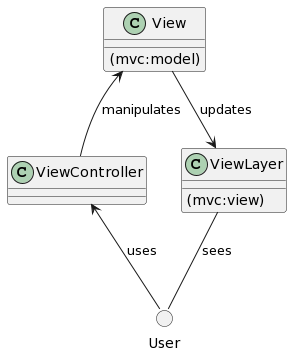 C View
(mvc:model)
manipulates
updates
C ViewController
C ViewLayer
(mvc:view)
uses
sees
User